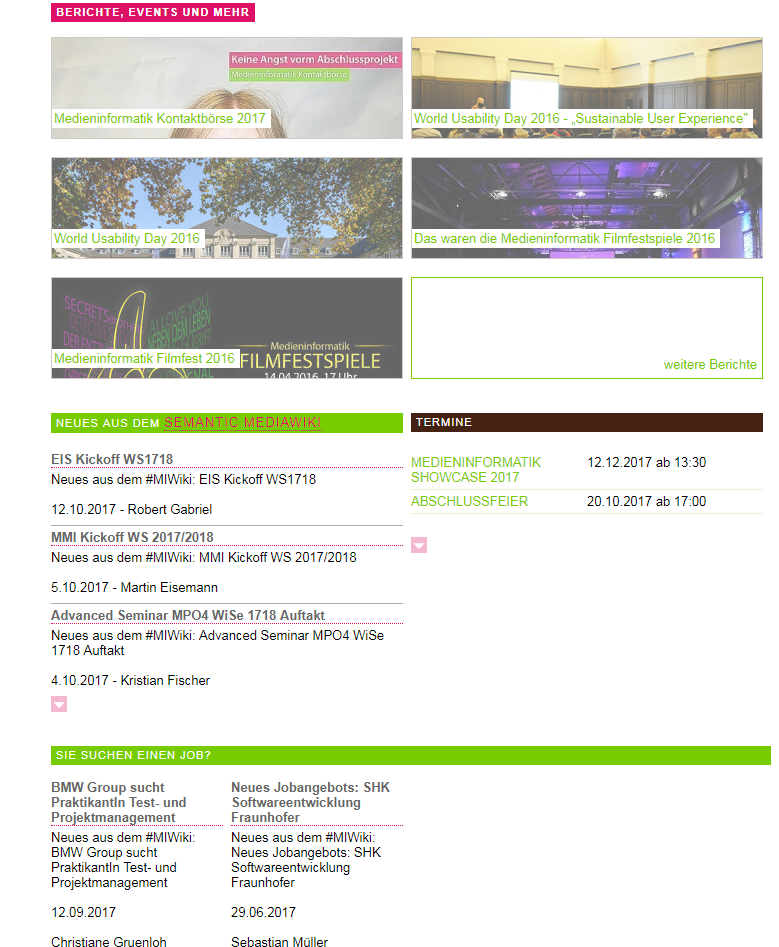 BERICHTE, EVENTS UND MEHR
Keine Angst vorm Abschlussprojekt
Medieninformatik Kontaktbörse
Medieninformatik Kontaktbörse 2017
World Usability Day 2016 - „Sustainable User Experience"
World Usability Day 2016
Das waren die Medieninformatik Filmfestspiele 2016
SECRETS
ALL LOVE YOU
Medieninformatik
FILMFESTSPIELE
14.04.2016, 17 Uhr
Medieninformatik Filmfest 2016
weitere Berichte
NEUES AUS DEM SEMANTIC MEDIAWIKI
EIS Kickoff WS1718
Neues aus dem #MIWiki: EIS Kickoff WS1718
12.10.2017 - Robert Gabriel
MMI Kickoff WS 2017/2018
Neues aus dem #MIWiki: MMI Kickoff WS 2017/2018
5.10.2017 - Martin Eisemann
Advanced Seminar MPO4 WiSe 1718 Auftakt
Neues aus dem #MIWiki: Advanced Seminar MPO4 WiSe
1718 Auftakt
4.10.2017 - Kristian Fischer
TERMINE
MEDIENINFORMATIK 12.12.2017 ab 13:30
SHOWCASE 2017
ABSCHLUSSFEIER 20.10.2017 ab 17:00
SIE SUCHEN EINEN JOB?
BMW Group sucht
PraktikantIn Test- und
Projektmanagement
Neues aus dem #MIWiki:
BMW Group sucht
PraktikantIn Test- und
Projektmanagement
12.09.2017
Christiane Gruenloh
Neues Jobangebots: SHK
Softwareentwicklung
Fraunhofer
Neues aus dem #MIWiki:
Neues Jobangebots: SHK
Softwareentwicklung
Fraunhofer
29.06.2017
Sebastian Müller